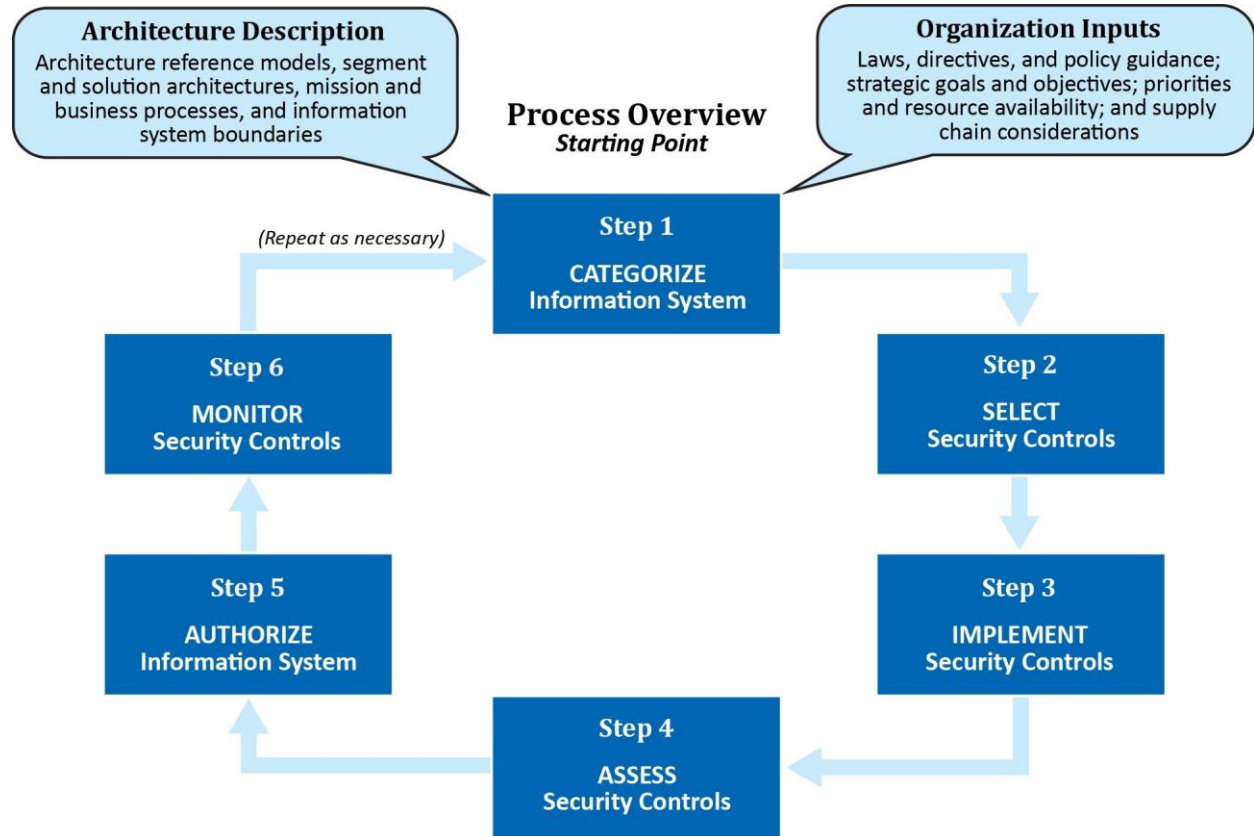 Architecture Description
Architecture reference models, segment
and solution architectures, mission and
business processes, and information
system boundaries
Organization Inputs
Laws, directives, and policy guidance;
strategic goals and objectives; priorities
and resource availability; and supply
chain considerations
Process Overview
Starting Point
Step 1
CATEGORIZE
Information System
(Repeat as necessary)
Step 2
SELECT
Security Controls
Step 3
IMPLEMENT
Security Controls
Step 4
ASSESS
Security Controls
Step 5
AUTHORIZE
Information System
Step 6
MONITOR
Security Controls